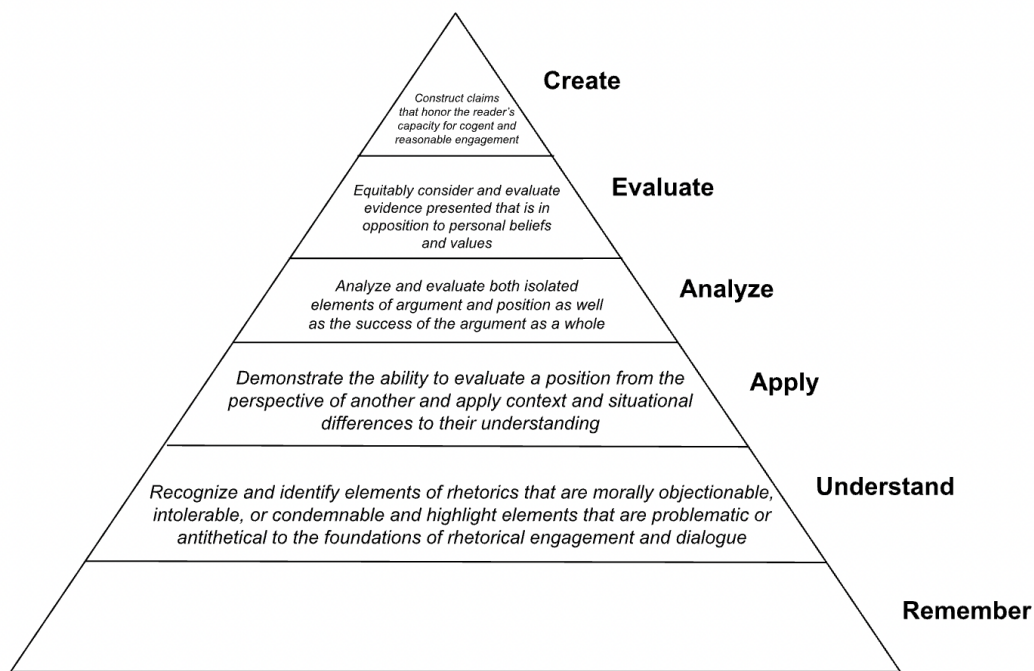 Create
Construct claims
that honor the reader's
capacity for cogent and
reasonable engagement
Evaluate
Equitably consider and evaluate
evidence presented that is in
opposition to personal beliefs
and values
Analyze
Analyze and evaluate both isolated
elements of argument and position as well
as the success of the argument as a whole
Apply
Demonstrate the ability to evaluate a position from the
perspective of another and apply context and situational
differences to their understanding
Understand
Recognize and identify elements of rhetorics that are morally objectionable,
intolerable, or condemnable and highlight elements that are problematic or
antithetical to the foundations of rhetorical engagement and dialogue
Remember